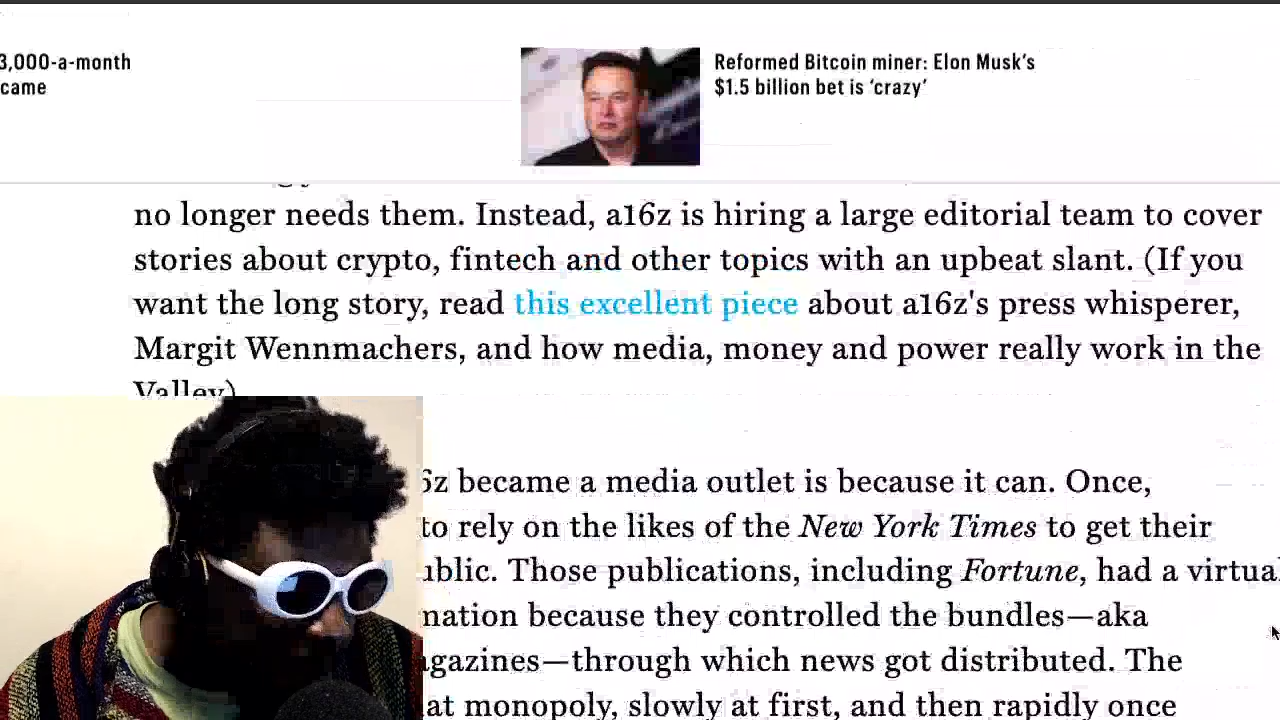 3,000-a-month
came
Reformed Bitcoin miner: Elon Musk's
$1.5 billion bet is 'crazy'
no longer needs them. Instead, a16z is hiring a large editorial team to cover
stories about crypto, fintech and other topics with an upbeat slant. (If you
want the long story, read this excellent piece about a16z's press whisperer,
Margit Wennmachers, and how media, money and power really work in the
Valley)
6z became a media outlet is because it can. Once,
to rely on the likes of the New York Times to get their
ublic. Those publications, including Fortune, had a virtual
mation because they controlled the bundles—aka
agazines—through which news got distributed. The
at monopoly, slowly at first, and then rapidly once